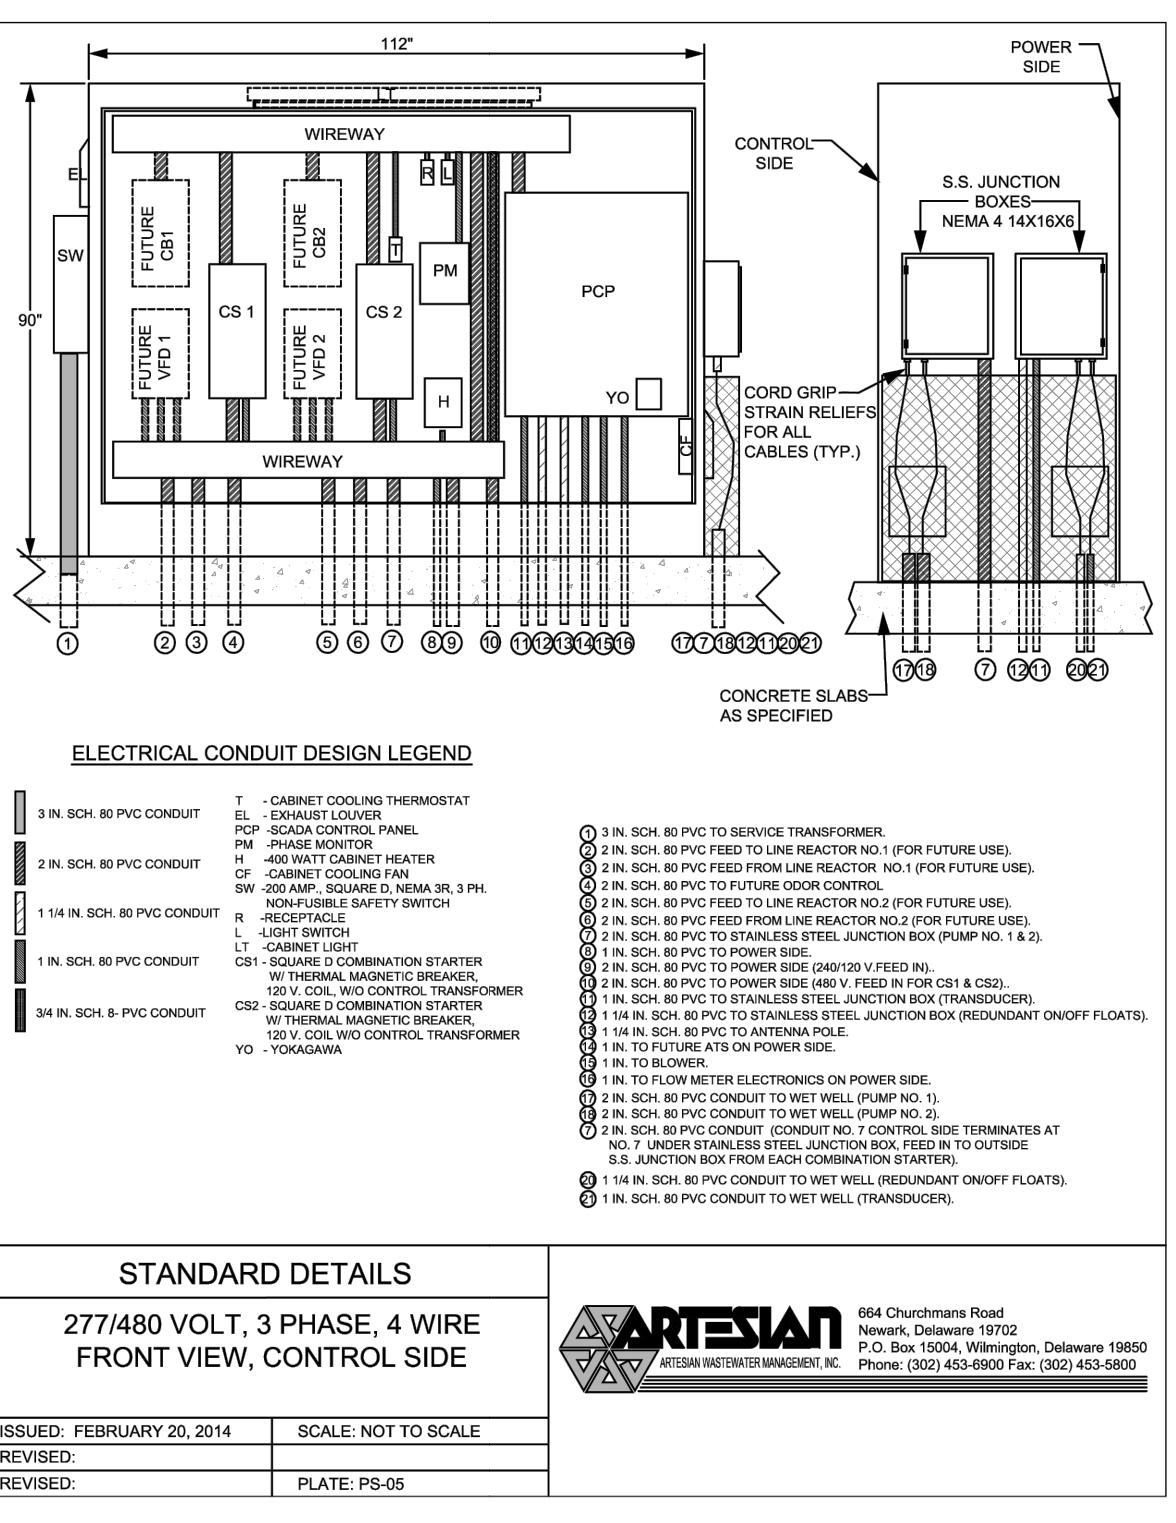 112"
POWER
SIDE
LT
WIREWAY
CONTROL
SIDE
EL
R
L
S.S. JUNCTION
BOXES
NEMA 4 14X16X6
FUTURE
CB1
FUTURE
CB2
SW
T
PM
PCP
CS 1
CS 2
90"
FUTURE
VFD 1
FUTURE
VFD 2
H
YO
CORD GRIP
STRAIN RELIEFS
FOR ALL
CABLES (TYP.)
CF
WIREWAY
1 2 3 4 5 6 7 8 9 10 11 12 13 14 15 16 17 7 18 12 11 20 21
17 18 7 12 11 20 21
CONCRETE SLABS
AS SPECIFIED
ELECTRICAL CONDUIT DESIGN LEGEND
3 IN. SCH. 80 PVC CONDUIT
2 IN. SCH. 80 PVC CONDUIT
1 1/4 IN. SCH. 80 PVC CONDUIT
1 IN. SCH. 80 PVC CONDUIT
3/4 IN. SCH. 8- PVC CONDUIT
T - CABINET COOLING THERMOSTAT
EL - EXHAUST LOUVER
PCP -SCADA CONTROL PANEL
PM -PHASE MONITOR
H -400 WATT CABINET HEATER
CF -CABINET COOLING FAN
SW -200 AMP., SQUARE D, NEMA 3R, 3 PH.
NON-FUSIBLE SAFETY SWITCH
R -RECEPTACLE
L -LIGHT SWITCH
LT -CABINET LIGHT
CS1 - SQUARE D COMBINATION STARTER
W/ THERMAL MAGNETIC BREAKER,
120 V. COIL, W/O CONTROL TRANSFORMER
CS2 - SQUARE D COMBINATION STARTER
W/ THERMAL MAGNETIC BREAKER,
120 V. COIL W/O CONTROL TRANSFORMER
YO - YOKAGAWA
1 3 IN. SCH. 80 PVC TO SERVICE TRANSFORMER.
2 2 IN. SCH. 80 PVC FEED TO LINE REACTOR NO.1 (FOR FUTURE USE).
3 2 IN. SCH. 80 PVC FEED FROM LINE REACTOR NO.1 (FOR FUTURE USE).
4 2 IN. SCH. 80 PVC TO FUTURE ODOR CONTROL
5 2 IN. SCH. 80 PVC FEED TO LINE REACTOR NO.2 (FOR FUTURE USE).
6 2 IN. SCH. 80 PVC FEED FROM LINE REACTOR NO.2 (FOR FUTURE USE).
7 2 IN. SCH. 80 PVC TO STAINLESS STEEL JUNCTION BOX (PUMP NO. 1 & 2).
8 1 IN. SCH. 80 PVC TO POWER SIDE.
9 2 IN. SCH. 80 PVC TO POWER SIDE (240/120 V.FEED IN)..
10 2 IN. SCH. 80 PVC TO POWER SIDE (480 V. FEED IN FOR CS1 & CS2)..
11 1 IN. SCH. 80 PVC TO STAINLESS STEEL JUNCTION BOX (TRANSDUCER).
12 1 1/4 IN. SCH. 80 PVC TO STAINLESS STEEL JUNCTION BOX (REDUNDANT ON/OFF FLOATS).
13 1 1/4 IN. SCH. 80 PVC TO ANTENNA POLE.
14 1 IN. TO FUTURE ATS ON POWER SIDE.
15 1 IN. TO BLOWER.
16 1 IN. TO FLOW METER ELECTRONICS ON POWER SIDE.
17 2 IN. SCH. 80 PVC CONDUIT TO WET WELL (PUMP NO. 1).
18 2 IN. SCH. 80 PVC CONDUIT TO WET WELL (PUMP NO. 2).
7 2 IN. SCH. 80 PVC CONDUIT (CONDUIT NO. 7 CONTROL SIDE TERMINATES AT
NO. 7 UNDER STAINLESS STEEL JUNCTION BOX, FEED IN TO OUTSIDE
S.S. JUNCTION BOX FROM EACH COMBINATION STARTER).
20 1 1/4 IN. SCH. 80 PVC CONDUIT TO WET WELL (REDUNDANT ON/OFF FLOATS).
21 1 IN. SCH. 80 PVC CONDUIT TO WET WELL (TRANSDUCER).
STANDARD DETAILS
277/480 VOLT, 3 PHASE, 4 WIRE
FRONT VIEW, CONTROL SIDE
ISSUED: FEBRUARY 20, 2014
SCALE: NOT TO SCALE
REVISED:
REVISED:
PLATE: PS-05
ARTESIAN
ARTESIAN WASTEWATER MANAGEMENT, INC.
664 Churchmans Road
Newark, Delaware 19702
P.O. Box 15004, Wilmington, Delaware 19850
Phone: (302) 453-6900 Fax: (302) 453-5800